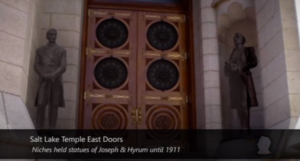 Salt Lake Temple East Doors
Niches held statues of Joseph & Hyrum until 1911